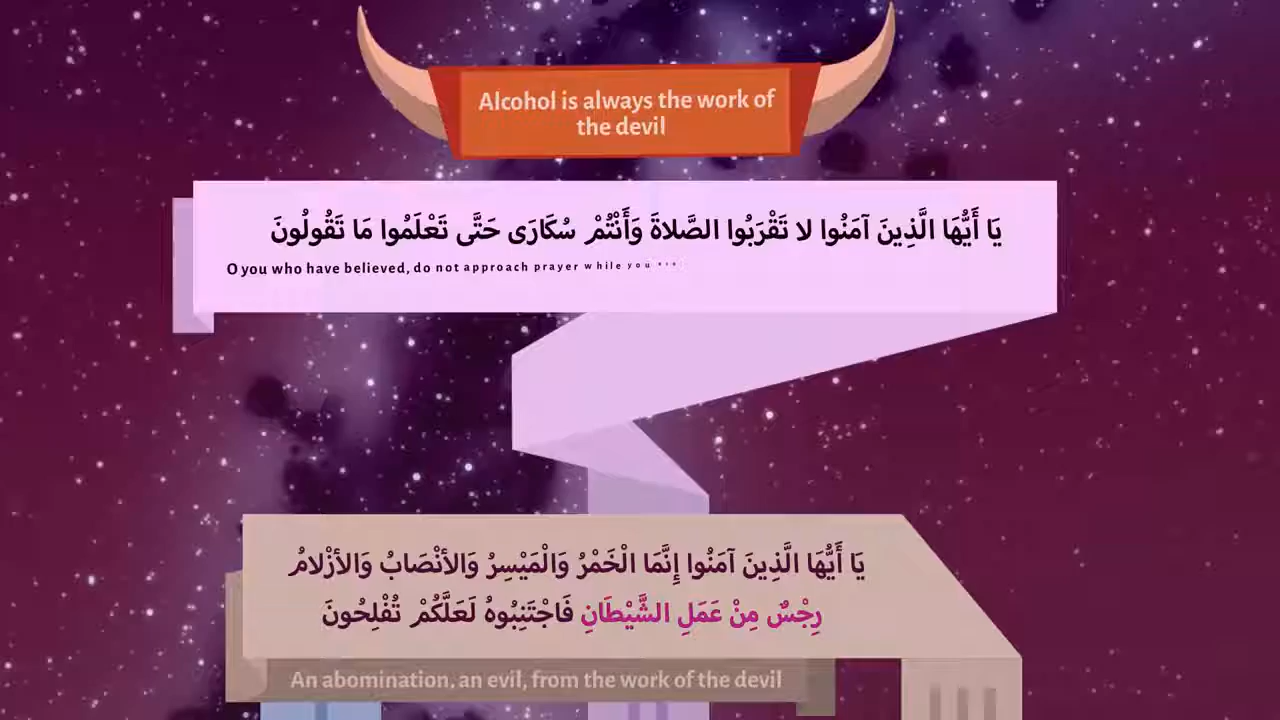 Alcohol is always the work of
the devil
يَا أَيُّهَا الَّذِينَ آمَنُوا لا تَقْرَبُوا الصَّلاةَ وَأَنْتُمْ سُكَارَى حَتَّى تَعْلَمُوا مَا تَقُولُونَ
O you who have believed, do not approach prayer while you
يَا أَيُّهَا الَّذِينَ آمَنُوا إِنَّمَا الْخَمْرُ وَالْمَيْسِرُ وَالأنْصَابُ وَالأزْلامُ
رِجْسٌ مِنْ عَمَلِ الشَّيْطَانِ فَاجْتَنِبُوهُ لَعَلَّكُمْ تُفْلِحُونَ
An abomination, an evil, from the work of the devil